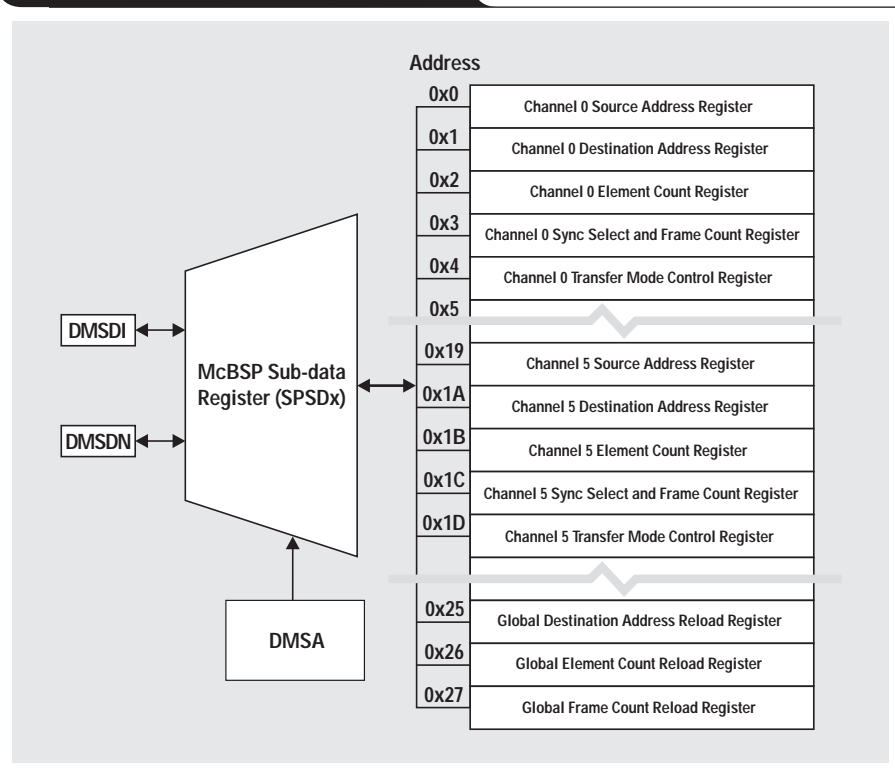 Address
0x0
Channel 0 Source Address Register
0x1
Channel 0 Destination Address Register
0x2
Channel 0 Element Count Register
0x3
Channel 0 Sync Select and Frame Count Register
0x4
Channel 0 Transfer Mode Control Register
0x5
DMSDI
0x19
Channel 5 Source Address Register
McBSP Sub-data
Register (SPSDx)
0x1A
Channel 5 Destination Address Register
DMSDN
0x1B
Channel 5 Element Count Register
0x1C
Channel 5 Sync Select and Frame Count Register
0x1D
Channel 5 Transfer Mode Control Register
DMSA
0x25
Global Destination Address Reload Register
0x26
Global Element Count Reload Register
0x27
Global Frame Count Reload Register